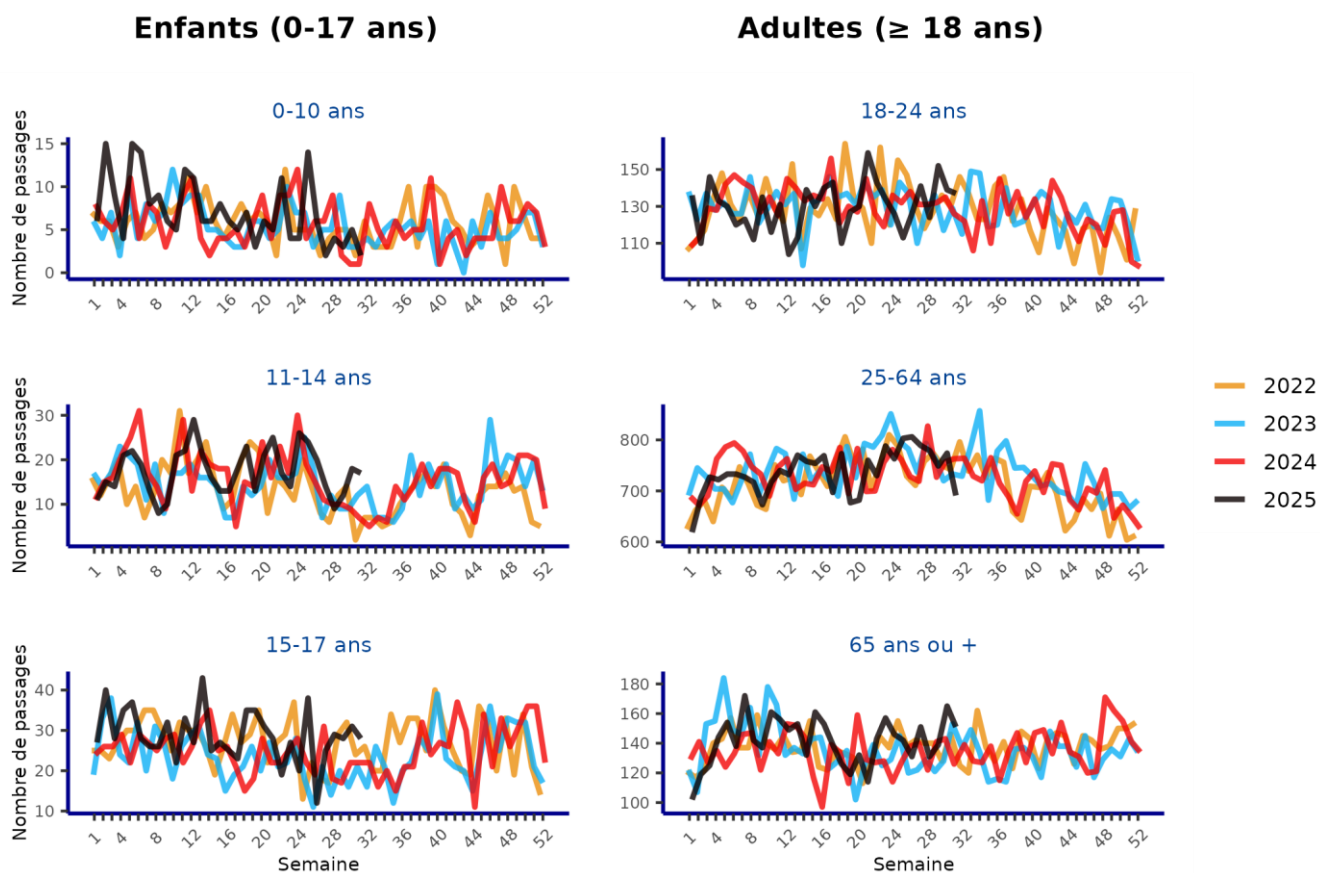 Enfants (0-17 ans)
Adultes (≥ 18 ans)
0-10 ans
18-24 ans
Nombre de passages
15
10
5
0
150
130
110
1 4 8 12 16 20 24 28 32 36 40 44 48 52
1 4 8 12 16 20 24 28 32 36 40 44 48 52
11-14 ans
25-64 ans
Nombre de passages
30
20
10
800
700
600
1 4 8 12 16 20 24 28 32 36 40 44 48 52
1 4 8 12 16 20 24 28 32 36 40 44 48 52
15-17 ans
65 ans ou +
Nombre de passages
40
30
20
10
180
160
140
120
100
1 4 8 12 16 20 24 28 32 36 40 44 48 52
1 4 8 12 16 20 24 28 32 36 40 44 48 52
Semaine
Semaine
2022
2023
2024
2025